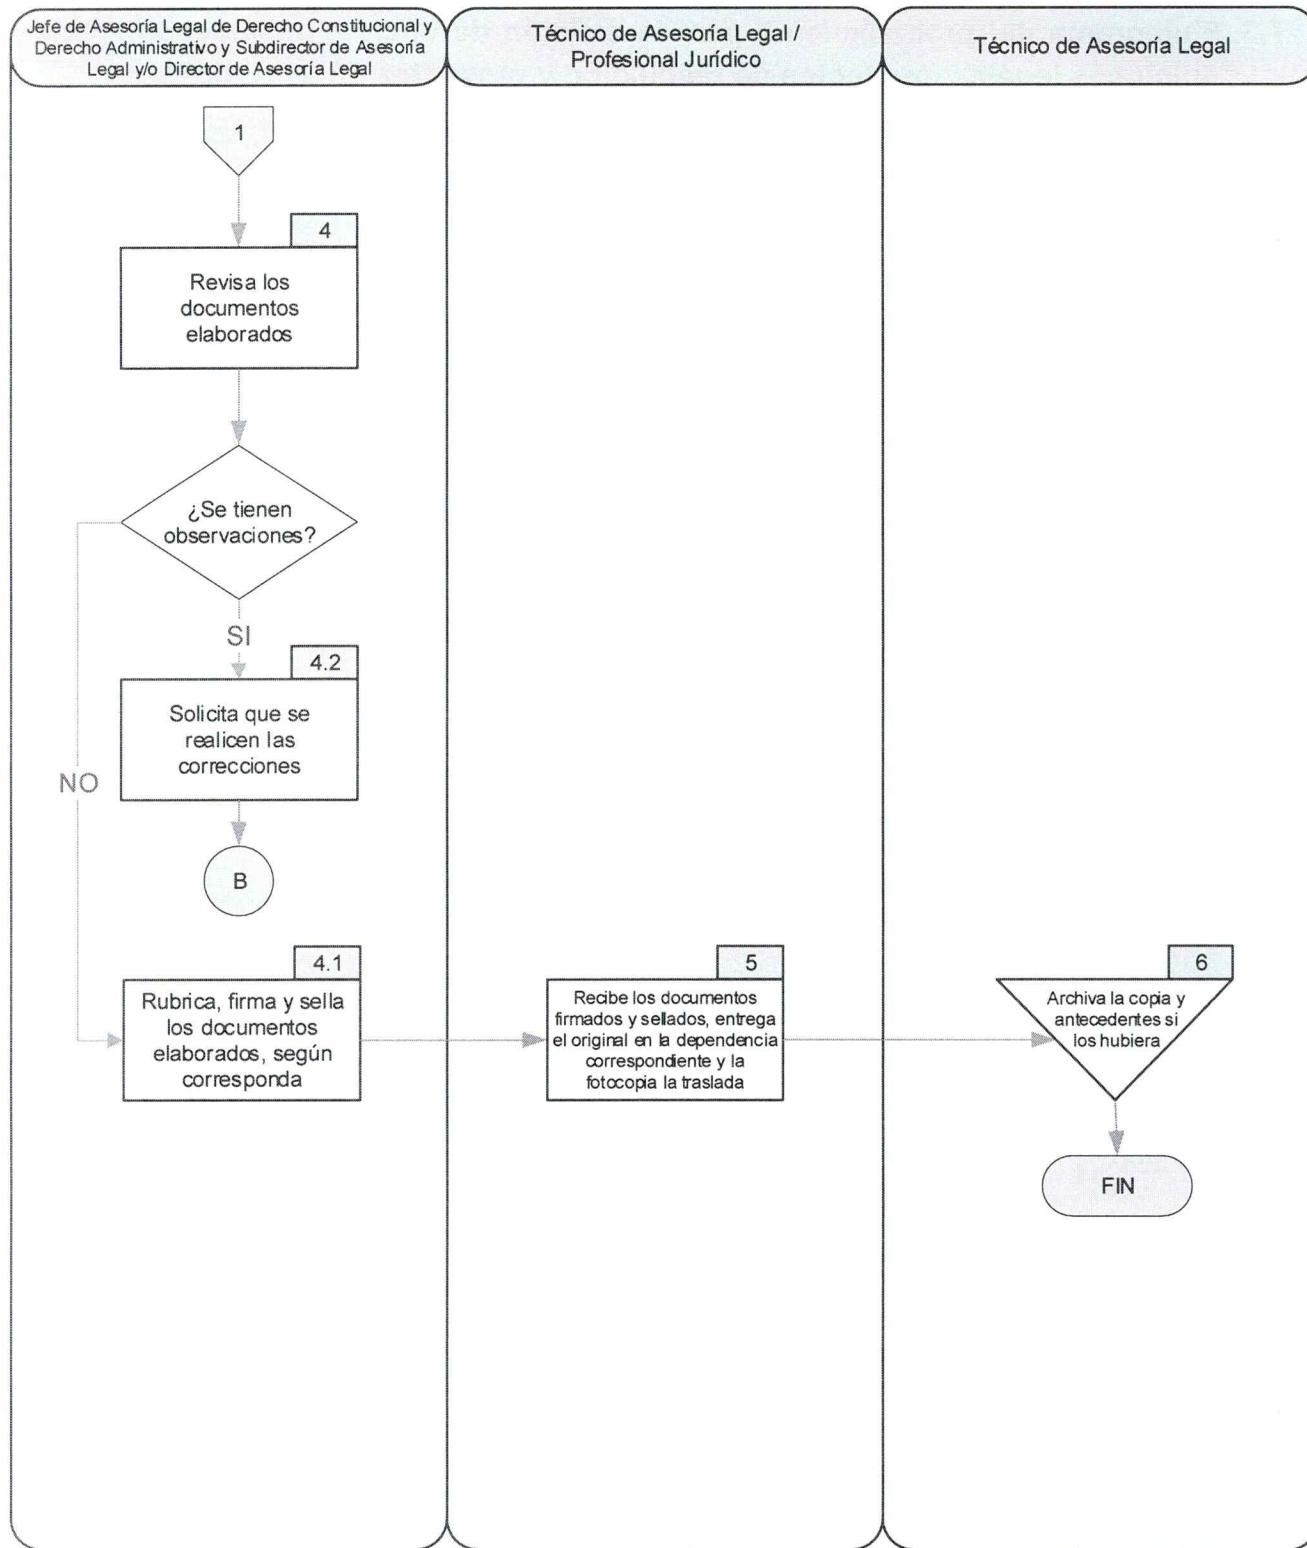 Jefe de Asesoría Legal de Derecho Constitucional y
Derecho Administrativo y Subdirector de Asesoría
Legal y/o Director de Asesoría Legal
Técnico de Asesoría Legal /
Profesional Jurídico
Técnico de Asesoría Legal
1
4
Revisa los
documentos
elaborados
¿Se tienen
observaciones?
SI
4.2
Solicita que se
realicen las
correcciones
NO
B
4.1
Rubrica, firma y sella
los documentos
elaborados, según
corresponda
5
Recibe los documentos
firmados y sellados, entrega
el original en la dependencia
correspondiente y la
fotocopia la traslada
6
Archiva la copia y
antecedentes si
los hubiera
FIN